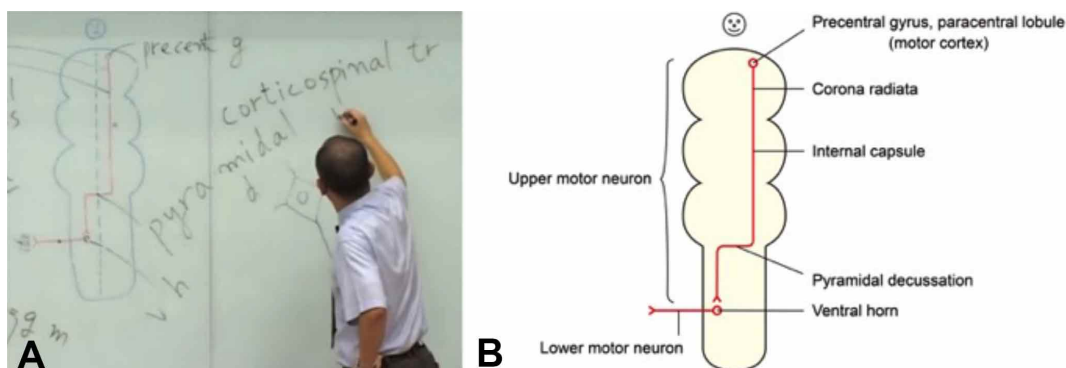 precent g
corticospinal tr
pyramidal
d
v h
m
A
B
Precentral gyrus, paracentral lobule
(motor cortex)
Corona radiata
Internal capsule
Upper motor neuron
Pyramidal decussation
Ventral horn
Lower motor neuron